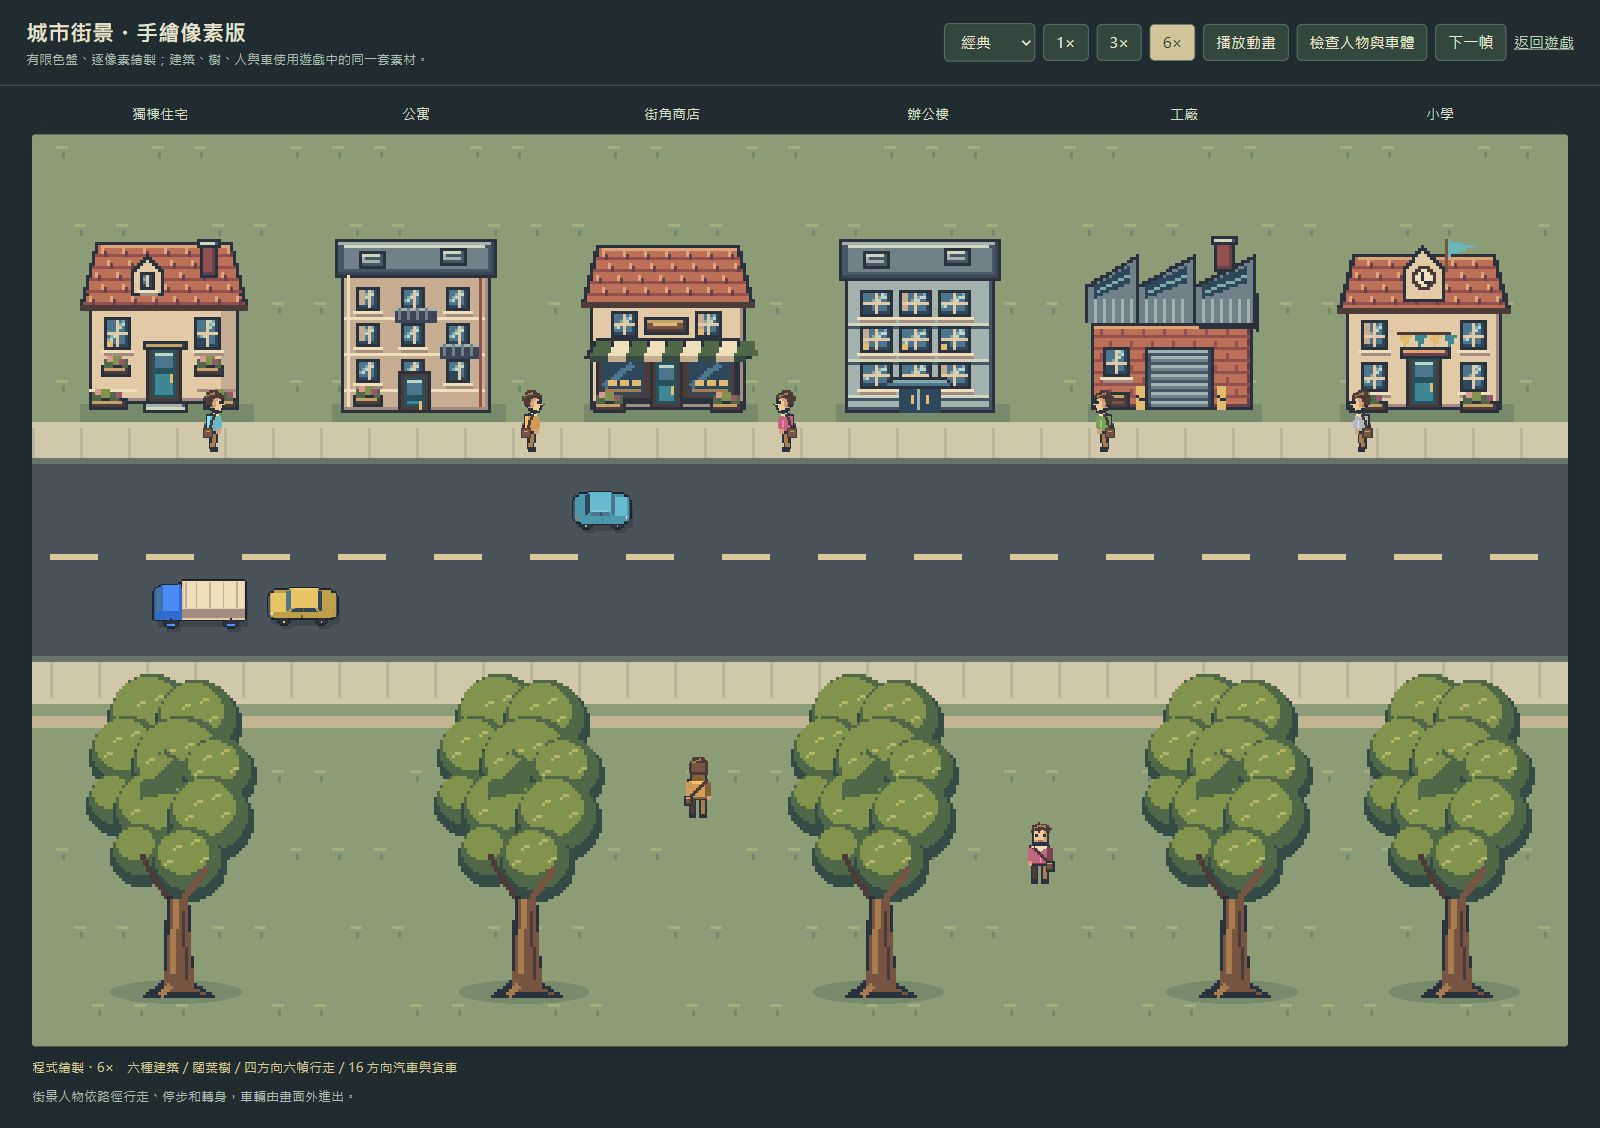 城市街景・手繪像素版
有限色盤、逐像素繪製；建築、樹、人與車使用遊戲中的同一套素材。
經典
1×
3×
6×
播放動畫
檢查人物與車體
下一幀
返回遊戲
獨棟住宅
公寓
街角商店
辦公樓
工廠
小學
程式繪製・6×　六種建築 / 闊葉樹 / 四方向六幀行走 / 16 方向汽車與貨車
街景人物依路徑行走、停步和轉身，車輛由畫面外進出。